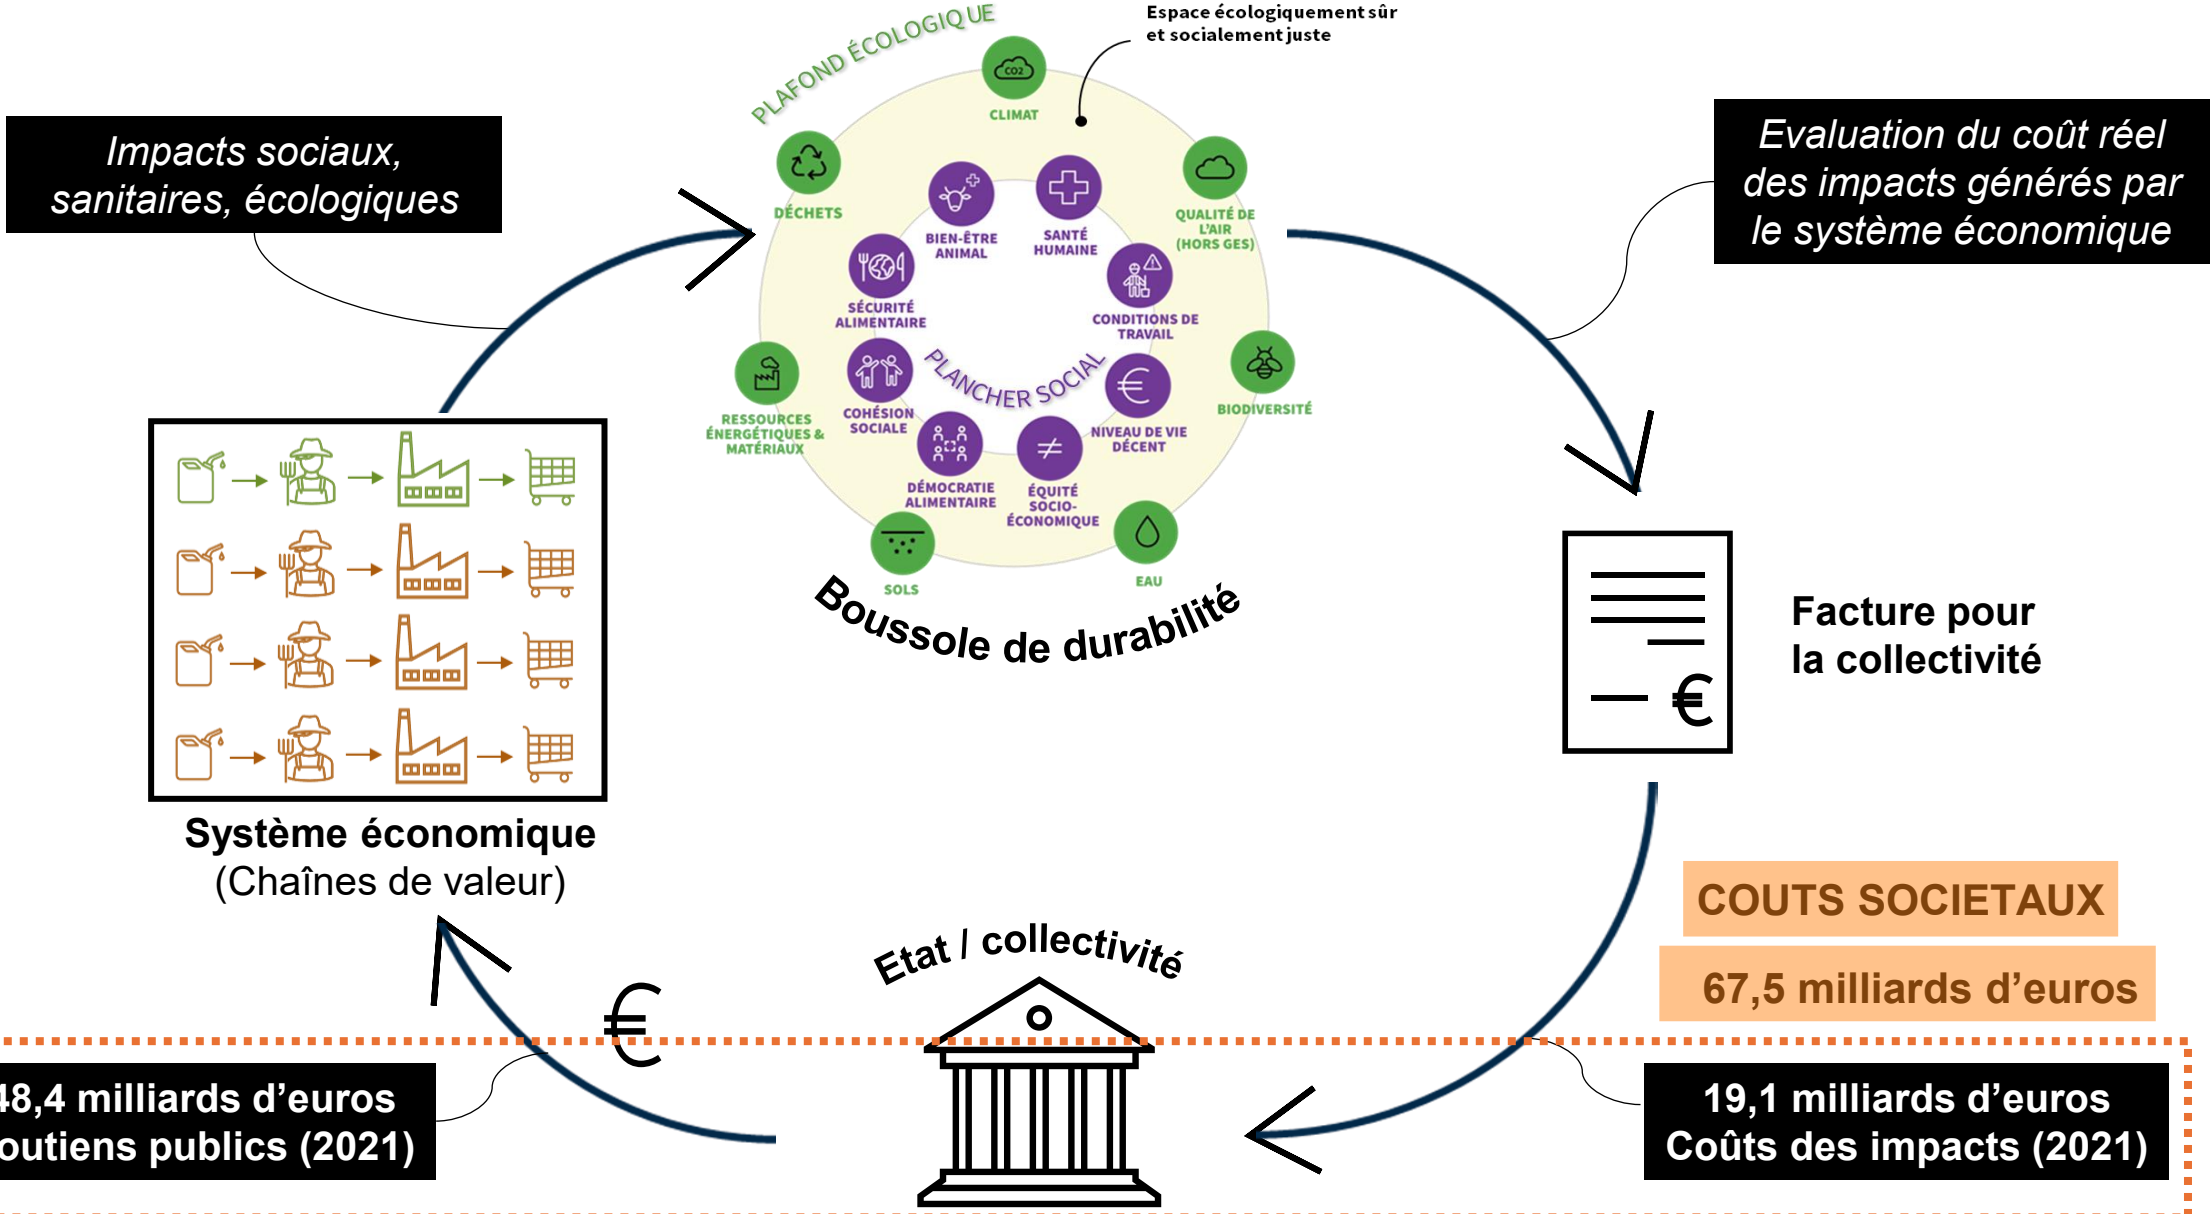 PLAFOND ÉCOLOGIQUE
Espace écologiquement sûr
et socialement juste
Impacts sociaux,
sanitaires, écologiques
Evaluation du coût réel
des impacts générés par
le système économique
CO2
CLIMAT
DÉCHETS
QUALITÉ DE
L'AIR
(HORS GES)
BIEN-ÊTRE
ANIMAL
SANTÉ
HUMAINE
SÉCURITÉ
ALIMENTAIRE
CONDITIONS DE
TRAVAIL
PLANCHER SOCIAL
€
COHÉSION
SOCIALE
BIODIVERSITÉ
RESSOURCES
ÉNERGÉTIQUES &
MATÉRIAUX
NIVEAU DE VIE
DÉCENT
≠
DÉMOCRATIE
ALIMENTAIRE
ÉQUITÉ
SOCIO-
ÉCONOMIQUE
SOLS
EAU
Boussole de durabilité
Facture pour
la collectivité
€
Système économique
(Chaînes de valeur)
COUTS SOCIETAUX
67,5 milliards d’euros
Etat / collectivité
€
48,4 milliards d’euros
outiens publics (2021)
19,1 milliards d’euros
Coûts des impacts (2021)